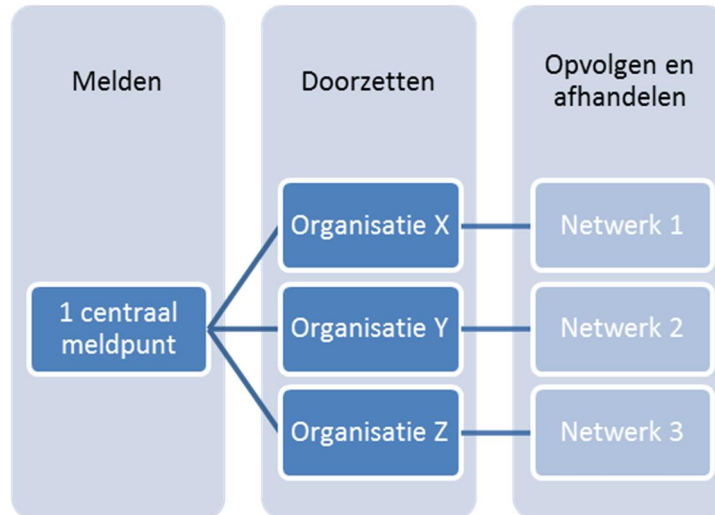 Melden
Doorzetten
Opvolgen en
afhandelen
1 centraal
meldpunt
Organisatie X
Organisatie Y
Organisatie Z
Netwerk 1
Netwerk 2
Netwerk 3